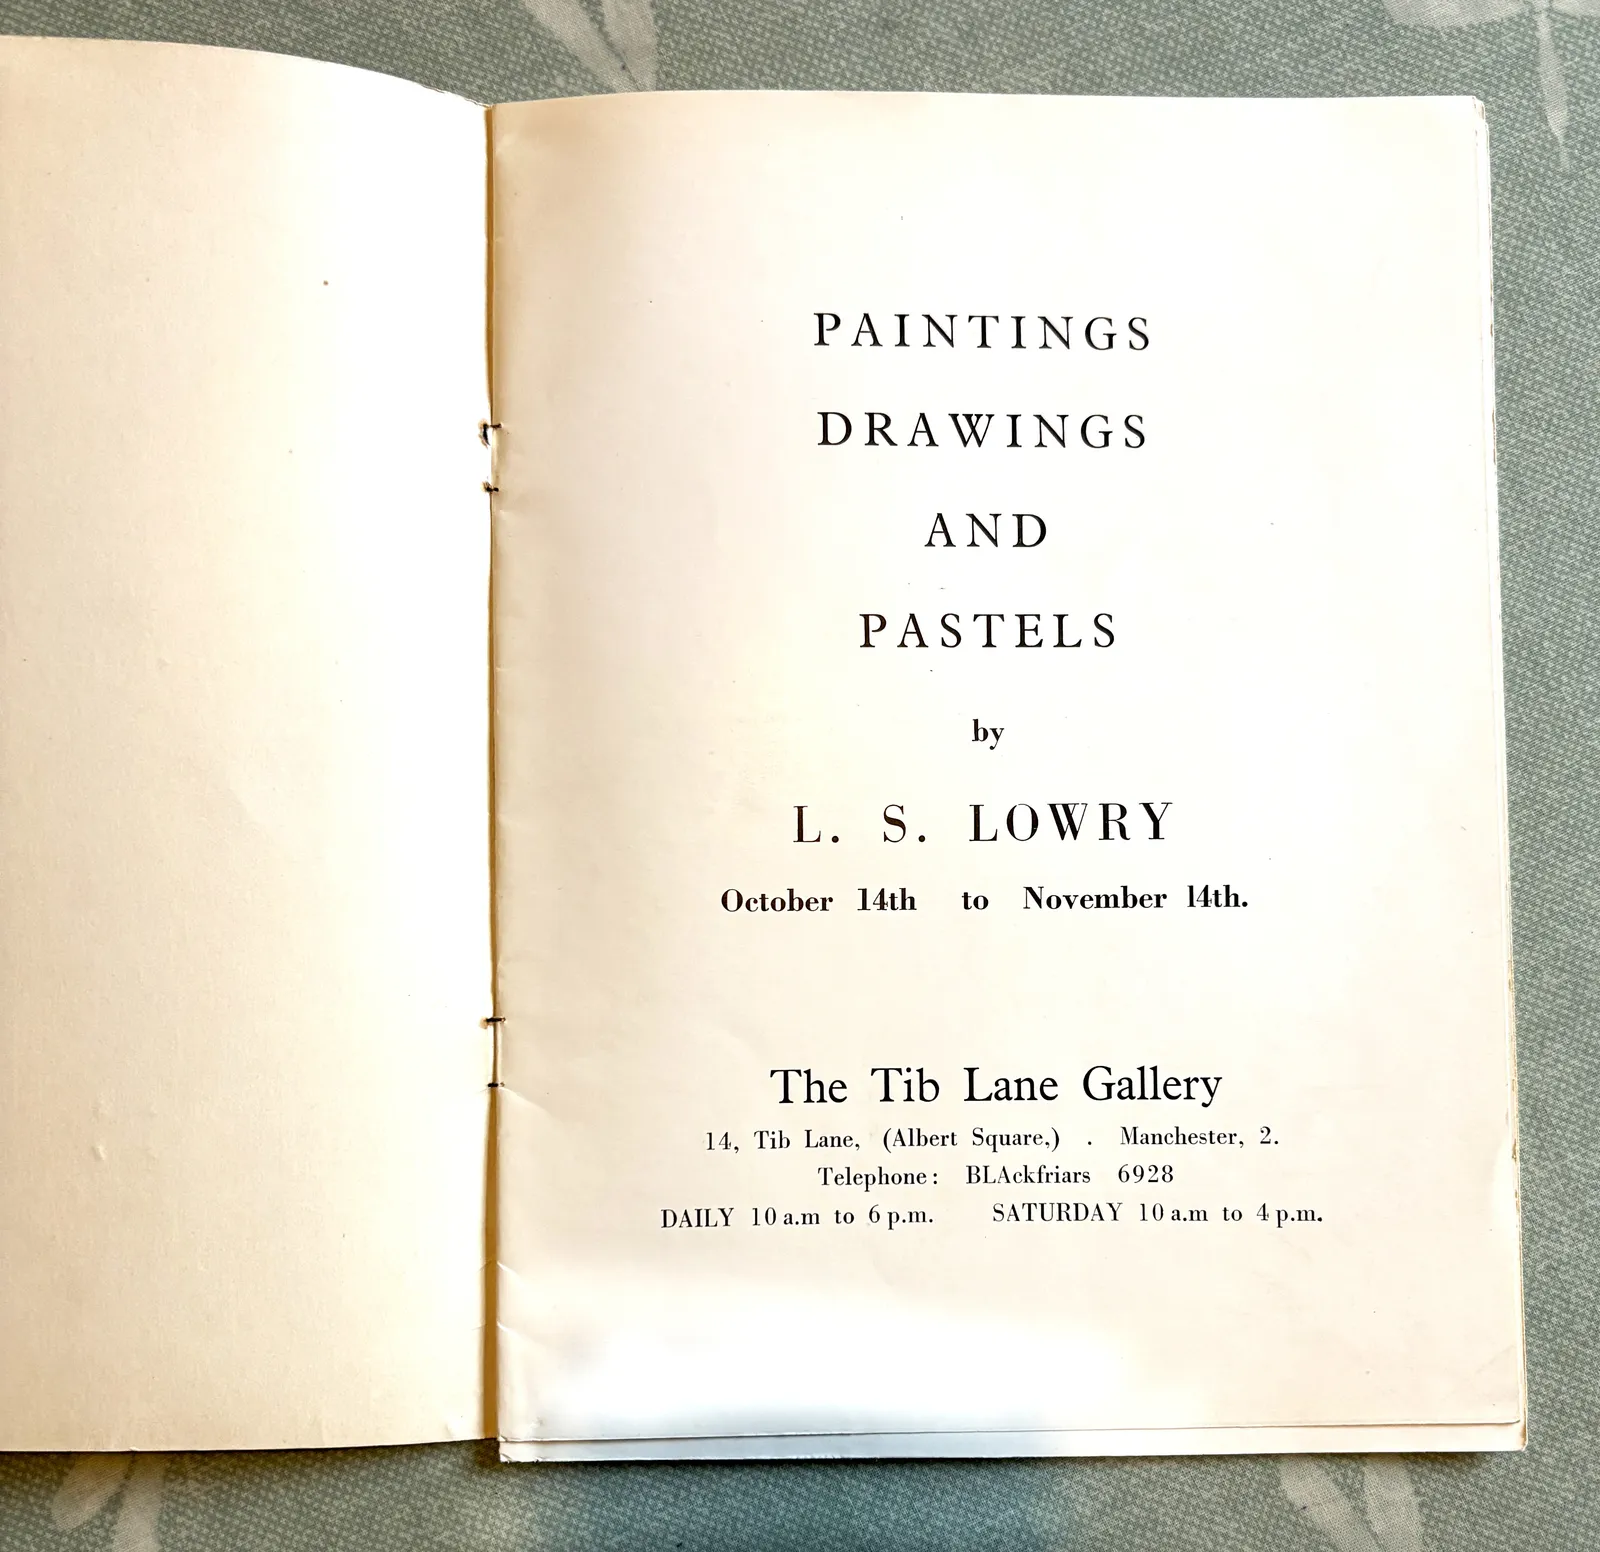 PAINTINGS
DRAWINGS
AND
PASTELS
by
L. S. LOWRY
October 14th to November 14th.
The Tib Lane Gallery
14, Tib Lane, (Albert Square,) . Manchester, 2.
Telephone: BLAckfriars 6928
DAILY 10 a.m to 6 p.m. SATURDAY 10 a.m to 4 p.m.